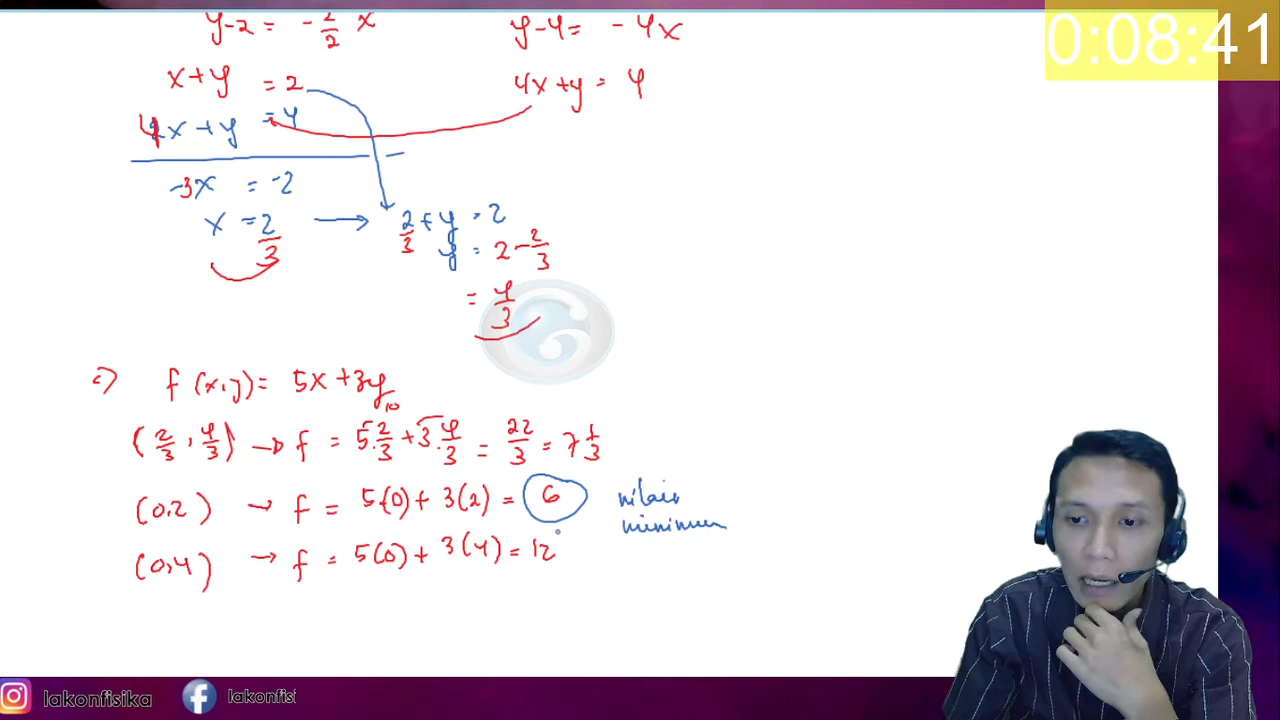 0:08:41
y-2 = -2/2 x
y-4 = -4x
x+y = 2
4x+y = 4
4x+y = 4
-3x = -2
x = 2/3 → 2/3 + y = 2
y = 2 - 2/3
= 4/3
c) f(x,y) = 5x+3y
10
(2/3, 4/3) → f = 5.2/3 + 3.4/3 = 22/3 = 7 1/3
(0,2) → f = 5(0) + 3(2) = 6 nilai
minimum
(0,4) → f = 5(0) + 3(4) = 12
lakonfisika
lakonfisi